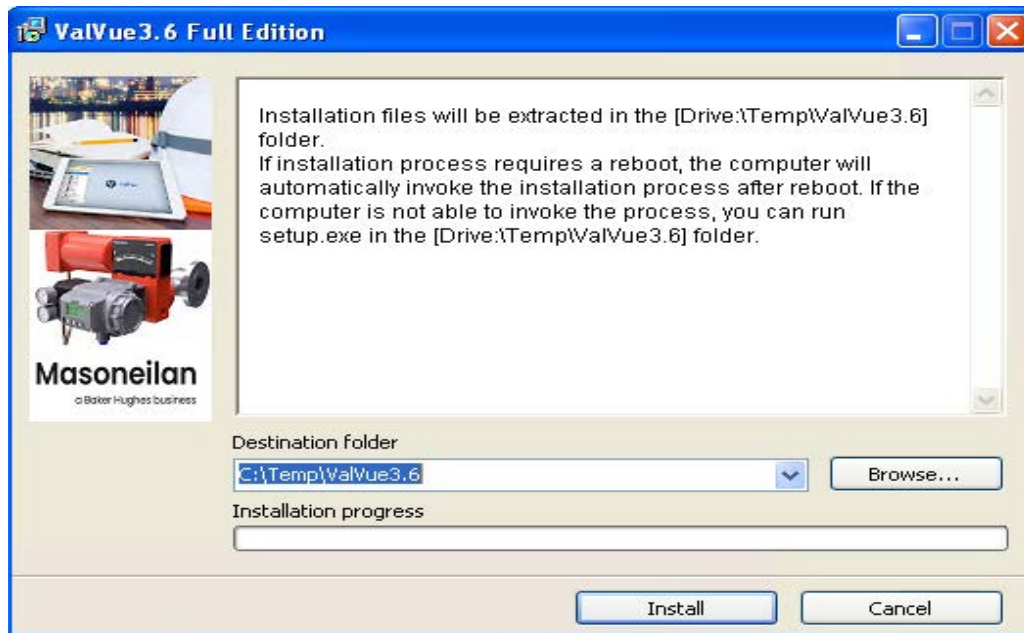 ValVue3.6 Full Edition
Installation files will be extracted in the [Drive:\Temp\ValVue3.6]
folder.
If installation process requires a reboot, the computer will
automatically invoke the installation process after reboot. If the
computer is not able to invoke the process, you can run
setup.exe in the [Drive:\Temp\ValVue3.6] folder.
Masoneilan
a Baker Hughes business
Destination folder
C:\Temp\ValVue3.6
Browse...
Installation progress
Install
Cancel